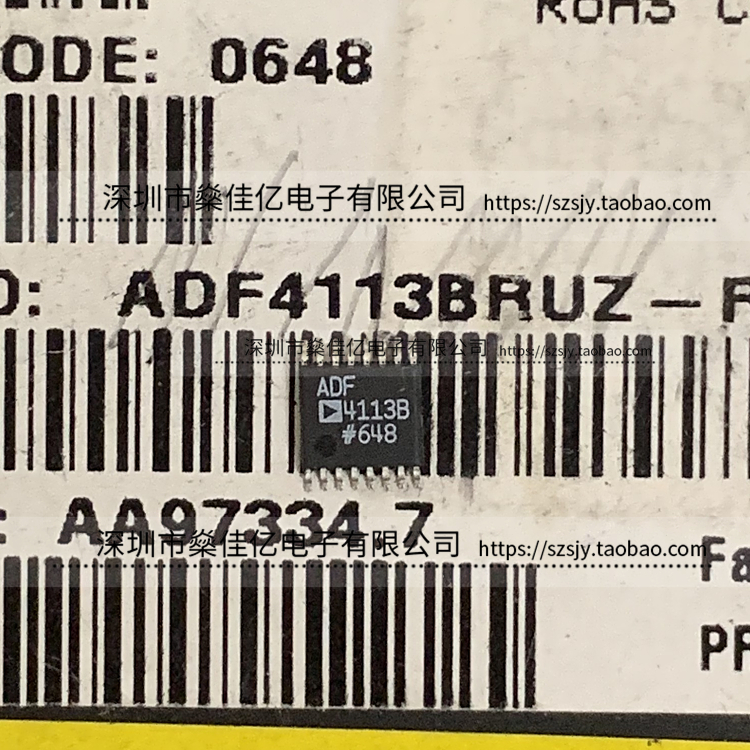 RoHS
ODE: 0648
深圳市燊佳亿电子有限公司 https://szsjy.taobao.com
O: ADF4113BRUZ-R
深圳市燊佳亿电子有限公司 https://szsjy.taobao.com
ADF
4113B
#648
: AA97334.7
深圳市燊佳亿电子有限公司 https://szsjy.taobao.com
Fa
PP